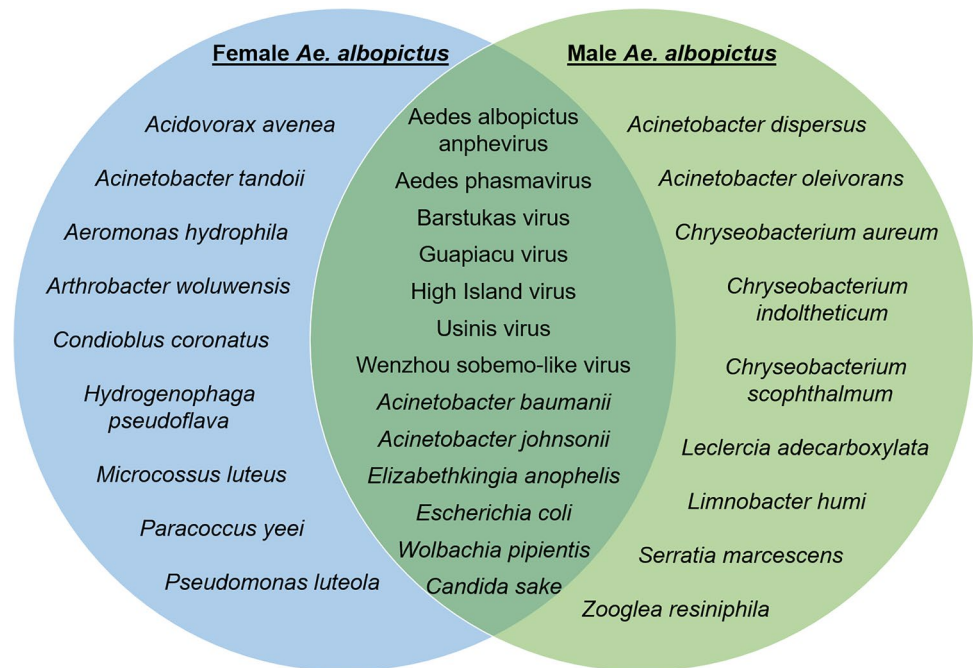 Female Ae. albopictus
Acidovorax avenea
Acinetobacter tandoii
Aeromonas hydrophila
Arthrobacter woluwensis
Condioblus coronatus
Hydrogenophaga
pseudoflava
Microcossus luteus
Paracoccus yeei
Pseudomonas luteola
Aedes albopictus
anphevirus
Aedes phasmavirus
Barstukas virus
Guapiacu virus
High Island virus
Usinis virus
Wenzhou sobemo-like virus
Acinetobacter baumanii
Acinetobacter johnsonii
Elizabethkingia anophelis
Escherichia coli
Wolbachia pipientis
Candida sake
Male Ae. albopictus
Acinetobacter dispersus
Acinetobacter oleivorans
Chryseobacterium aureum
Chryseobacterium
indoltheticum
Chryseobacterium
scophthalmum
Leclercia adecarboxylata
Limnobacter humi
Serratia marcescens
Zooglea resiniphila